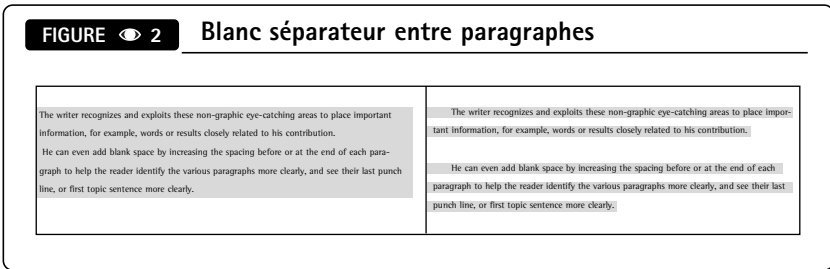 FIGURE 2
Blanc séparateur entre paragraphes
The writer recognizes and exploits these non-graphic eye-catching areas to place important
information, for example, words or results closely related to his contribution.
He can even add blank space by increasing the spacing before or at the end of each para-
graph to help the reader identify the various paragraphs more clearly, and see their last punch
line, or first topic sentence more clearly.
The writer recognizes and exploits these non-graphic eye-catching areas to place impor-
tant information, for example, words or results closely related to his contribution.
He can even add blank space by increasing the spacing before or at the end of each
paragraph to help the reader identify the various paragraphs more clearly, and see their last
punch line, or first topic sentence more clearly.